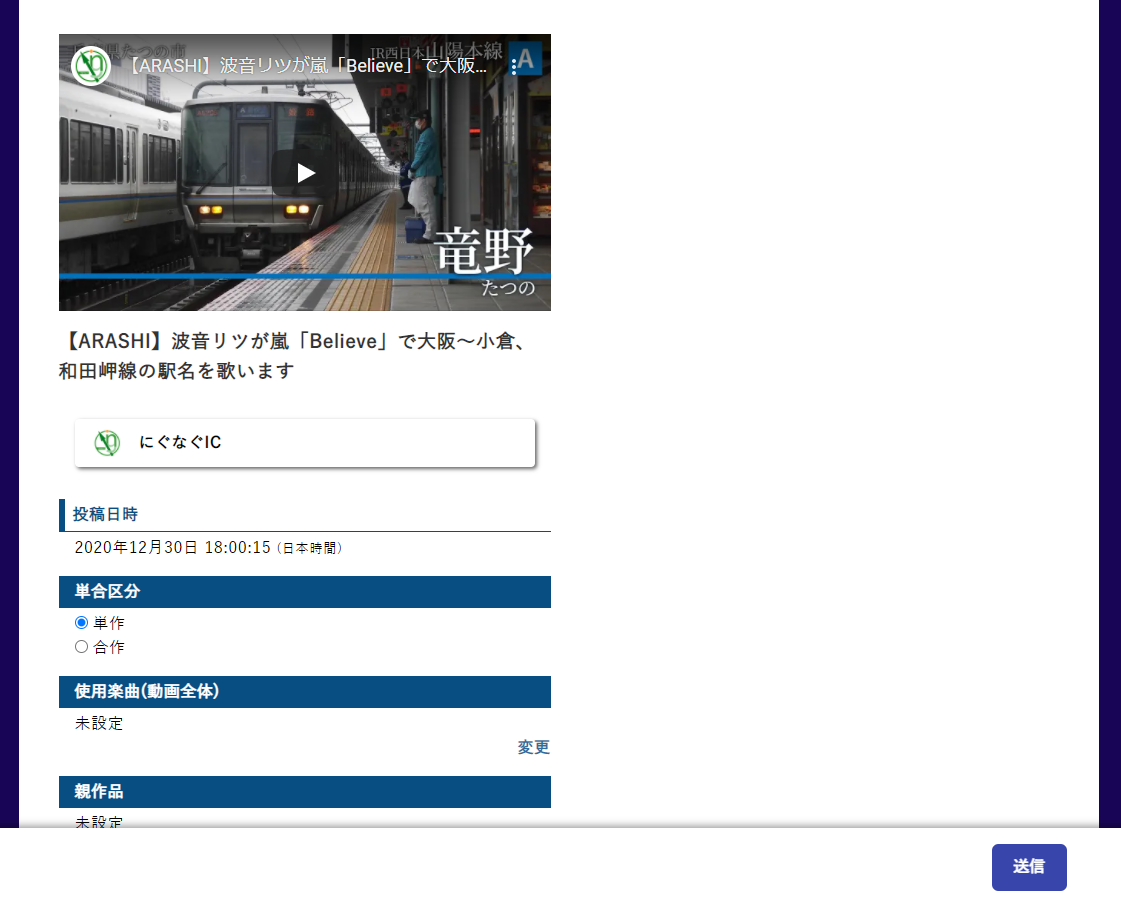 県たつの市
JR西日本山陽本線
A
【ARASHI】波音リツが嵐「Believe」で大阪...
竜野
たつの
【ARASHI】波音リツが嵐「Believe」で大阪〜小倉、
和田岬線の駅名を歌います
にぐなぐIC
投稿日時
2020年12月30日 18:00:15 (日本時間)
単合区分
単作
合作
使用楽曲(動画全体)
未設定
変更
親作品
未設定
送信